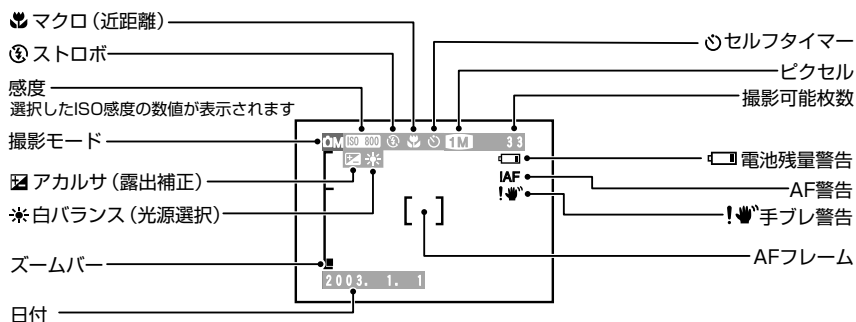 マクロ(近距離)
ストロボ
感度
選択したISO感度の数値が表示されます
撮影モード
アカルサ(露出補正)
白バランス(光源選択)
ズームバー
日付
M ISO 800 1M 33
!AF
!
2003. 1. 1
セルフタイマー
ピクセル
撮影可能枚数
電池残量警告
AF警告
!手ブレ警告
AFフレーム